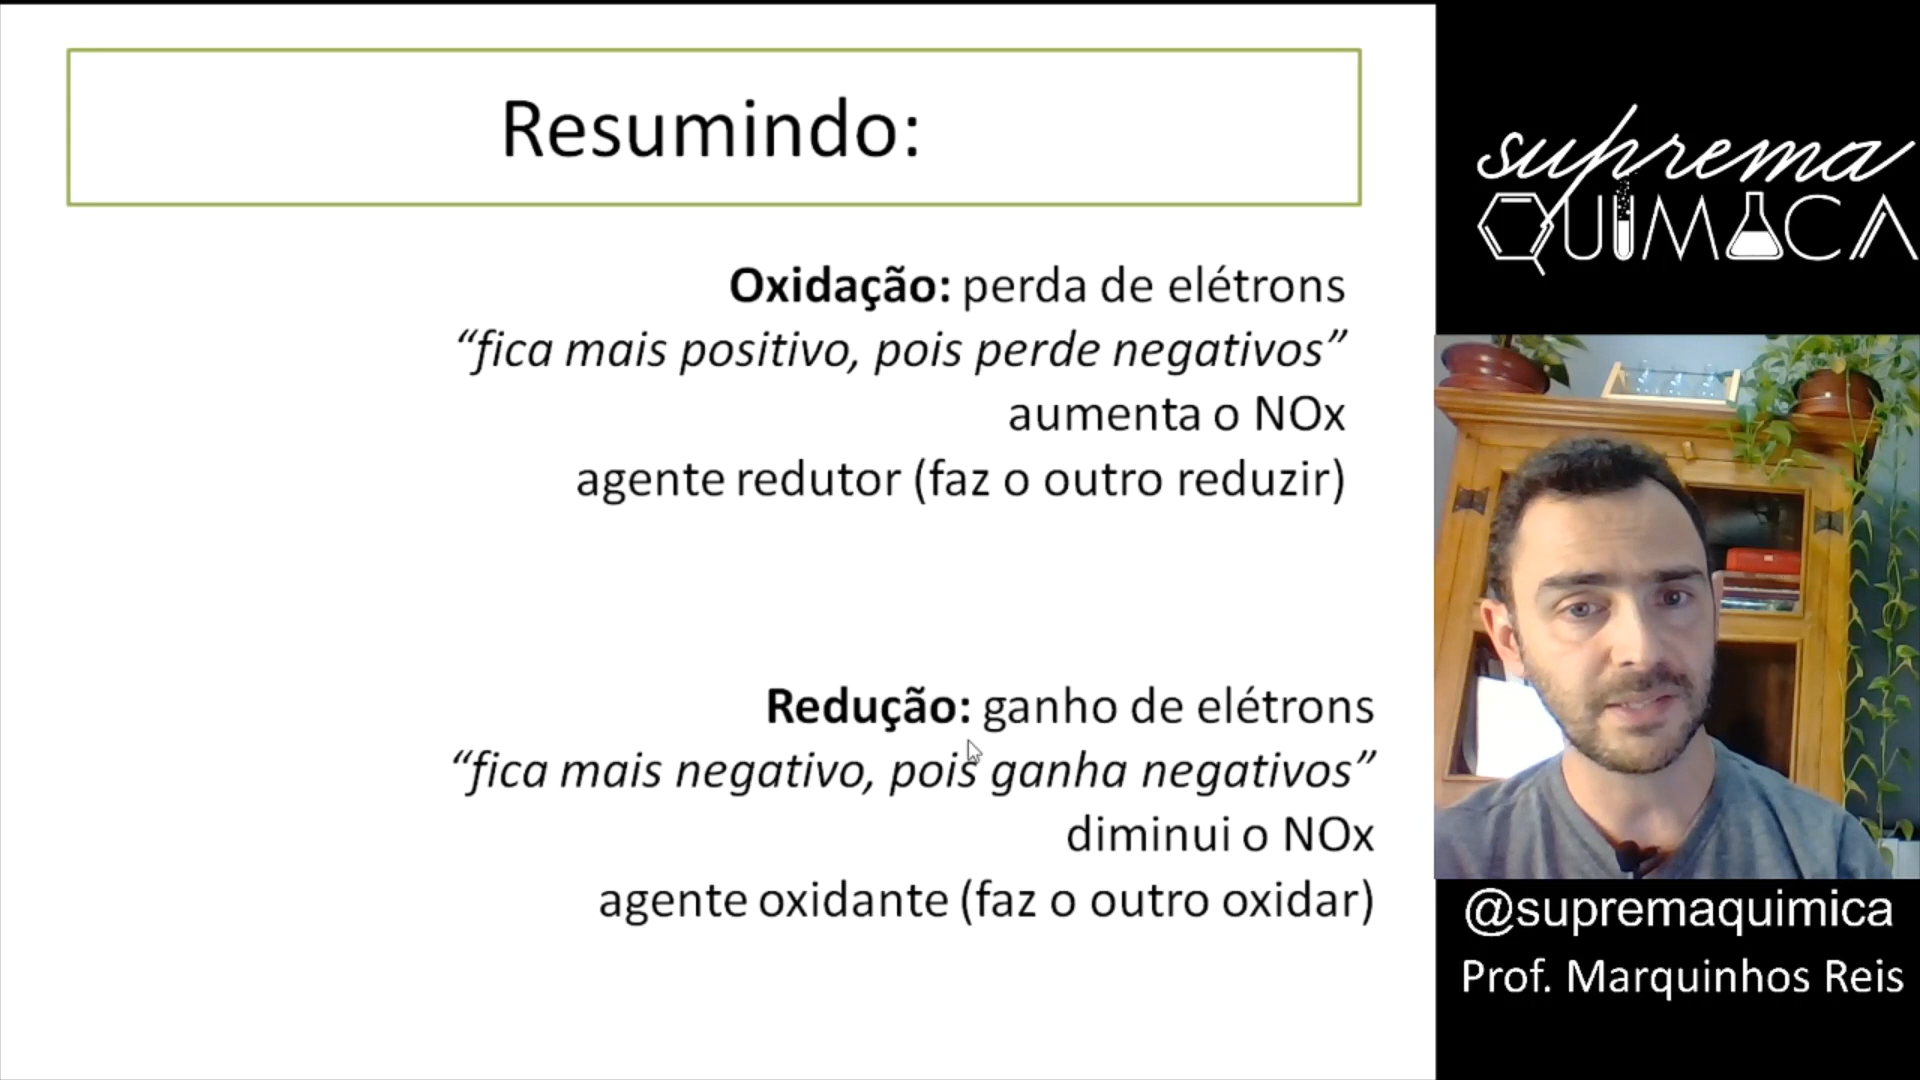 Resumindo:
Oxidação: perda de elétrons
“fica mais positivo, pois perde negativos”
aumenta o NOx
agente redutor (faz o outro reduzir)
Redução: ganho de elétrons
“fica mais negativo, pois ganha negativos”
diminui o NOx
agente oxidante (faz o outro oxidar)
suprema
QUIMICA
@supremaquimica
Prof. Marquinhos Reis